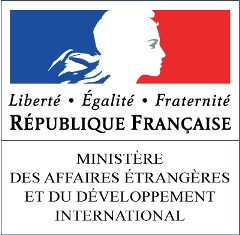 Liberté • Égalité • Fraternité
RÉPUBLIQUE FRANÇAISE
MINISTÈRE
DES AFFAIRES ÉTRANGÈRES
ET DU DÉVELOPPEMENT
INTERNATIONAL